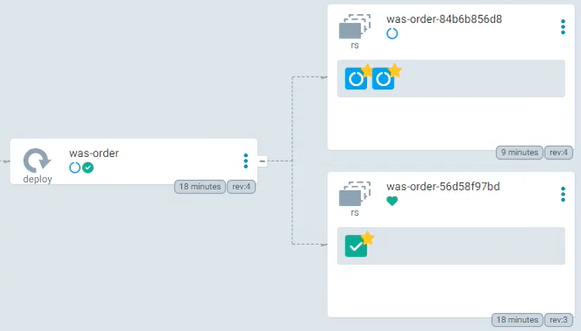 was-order-84b6b856d8
rs
9 minutes
rev:4
was-order
deploy
18 minutes
rev:4
was-order-56d58f97bd
rs
18 minutes
rev:3